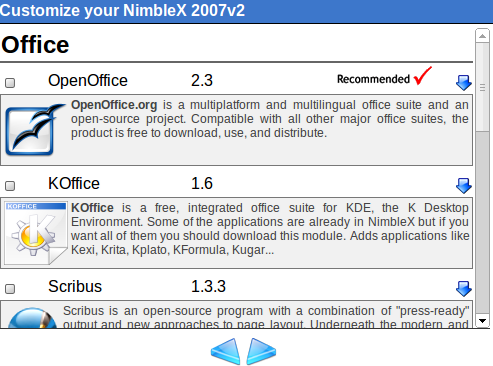 Customize your NimbleX 2007v2
Office
OpenOffice 2.3 Recommended
OpenOffice.org is a multiplatform and multilingual office suite and an
open-source project. Compatible with all other major office suites, the
product is free to download, use, and distribute.
KOffice 1.6
KOFFICE
KOffice is a free, integrated office suite for KDE, the K Desktop
Environment. Some of the applications are already in NimbleX but if you
want all of them you should download this module. Adds applications like
Kexi, Krita, Kplato, KFormula, Kugar...
Scribus 1.3.3
Scribus is an open-source program with a combination of "press-ready"
output and new approaches to page layout. Underneath the modern and